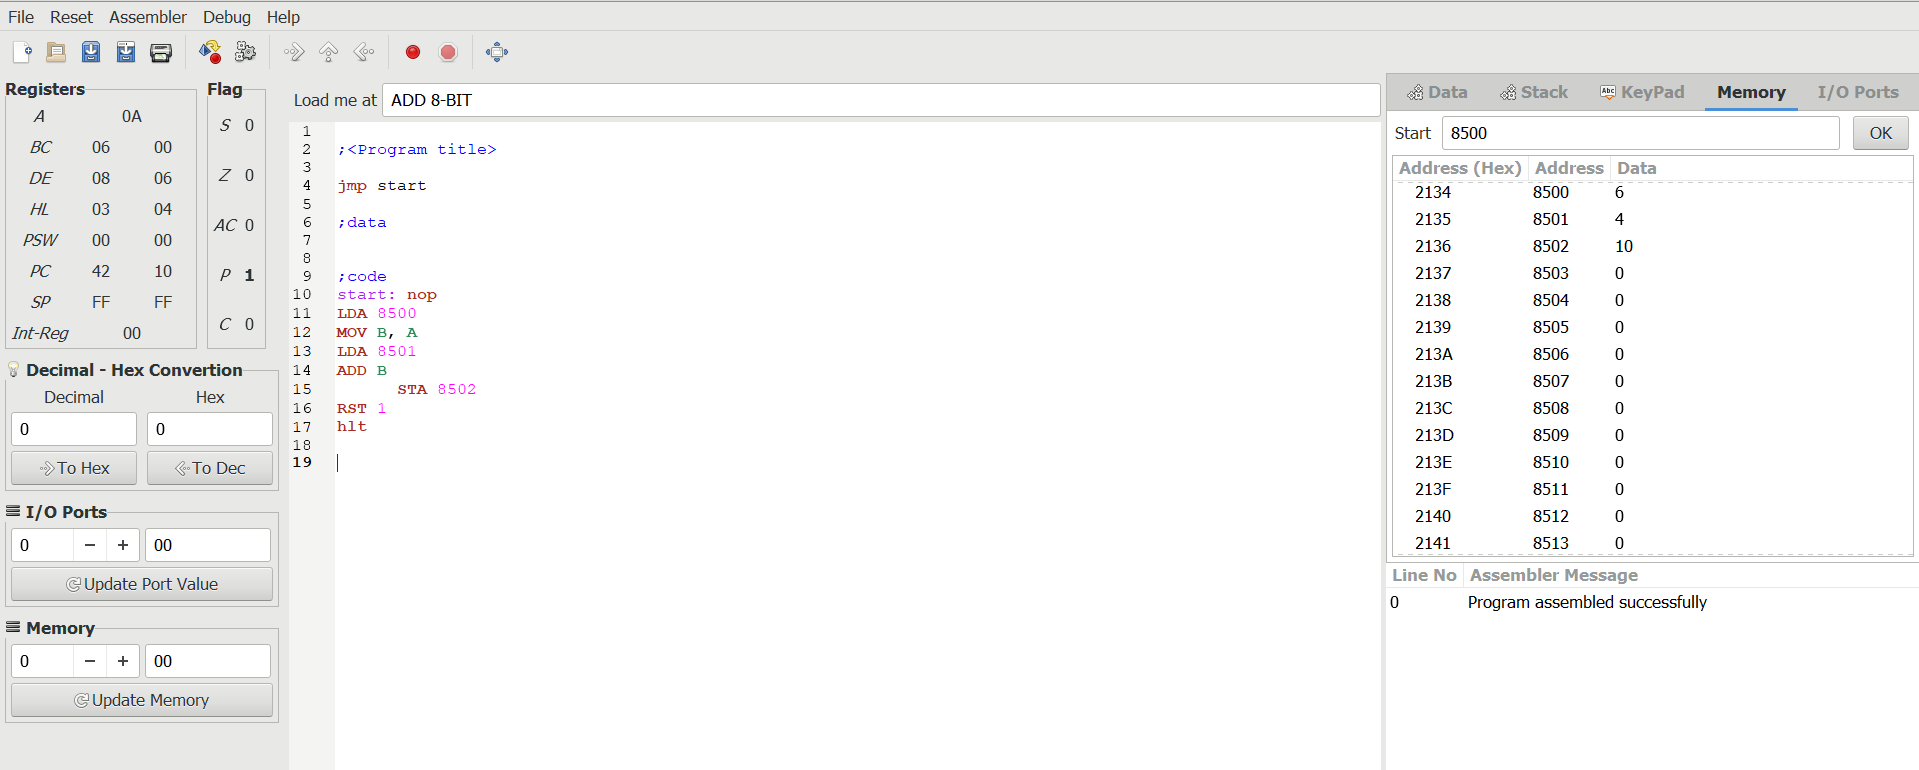 File Reset Assembler Debug Help
Registers
A 0A
BC 06 00
DE 08 06
HL 03 04
PSW 00 00
PC 42 10
SP FF FF
Int-Reg 00
Flag
S 0
Z 0
AC 0
P 1
C 0
Decimal - Hex Convertion
Decimal Hex
0 0
To Hex To Dec
I/O Ports
0 − + 00
Update Port Value
Memory
0 − + 00
Update Memory
Load me at ADD 8-BIT
1
2 ;<Program title>
3
4 jmp start
5
6 ;data
7
8
9 ;code
10 start: nop
11 LDA 8500
12 MOV B, A
13 LDA 8501
14 ADD B
15 STA 8502
16 RST 1
17 hlt
18
19
Data Stack Abc KeyPad Memory I/O Ports
Start 8500 OK
Address (Hex) Address Data
2134 8500 6
2135 8501 4
2136 8502 10
2137 8503 0
2138 8504 0
2139 8505 0
213A 8506 0
213B 8507 0
213C 8508 0
213D 8509 0
213E 8510 0
213F 8511 0
2140 8512 0
2141 8513 0
Line No Assembler Message
0 Program assembled successfully